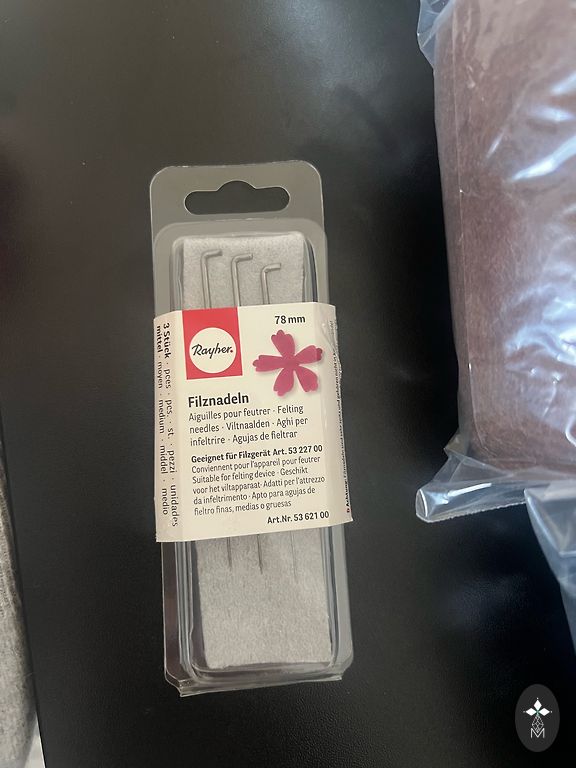 78 mm
Rayher.
Filznadeln
Aiguilles pour feutrer · Felting
needles · Viltnaalden · Aghi per
infeltrire · Agujas de fieltrar
Geeignet für Filzgerät Art. 53 227 00
Conviennent pour l'appareil pour feutrer
Suitable for felting device · Geschikt
voor het viltapparaat · Adatti per l'attrezzo
da infeltrimento · Apto para agujas de
fieltro finas, medias o gruesas
Art.Nr. 53 621 00
3 Stück · pces · pcs. · st. · pezzi · unidades
mittel · moyen · medium · middel · medio
M